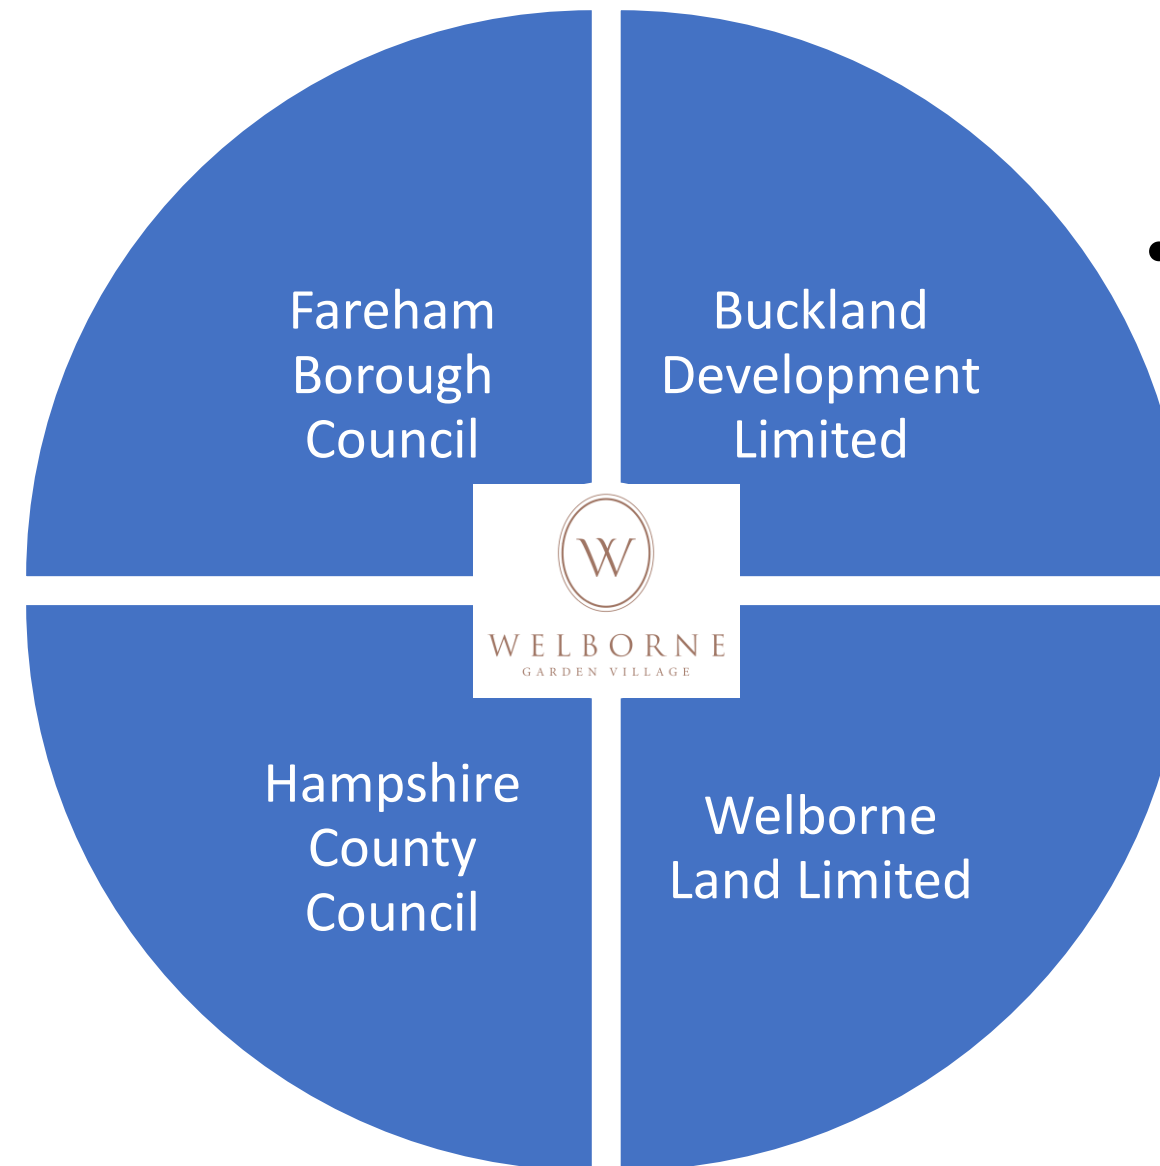 Fareham
Borough
Council
Buckland
Development
Limited
W
WELBORNE
GARDEN VILLAGE
Hampshire
County
Council
Welborne
Land Limited